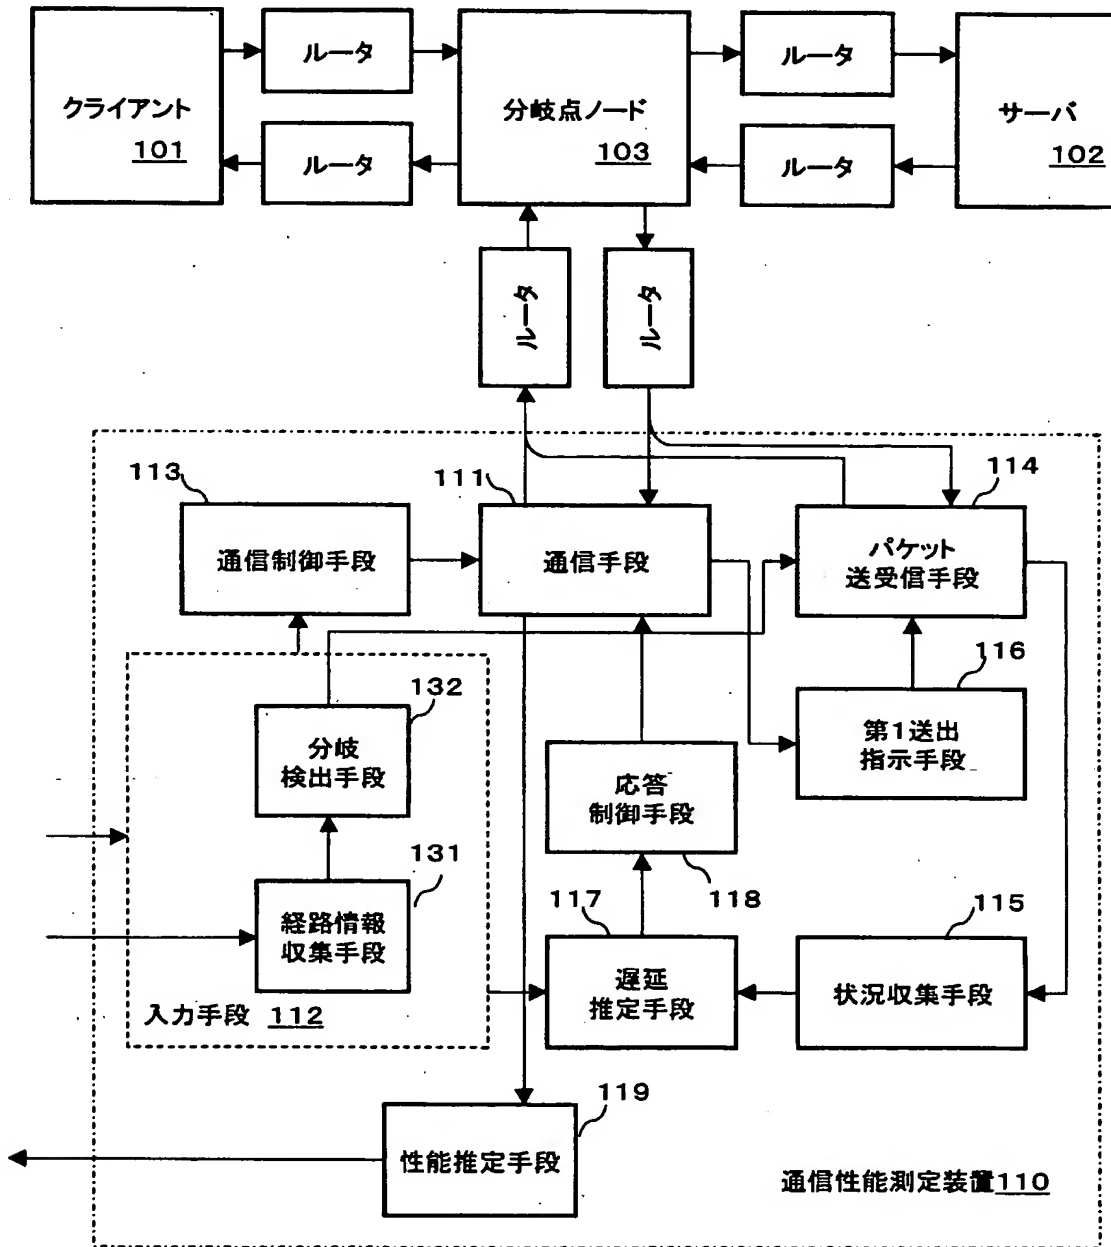 クライアント
101
ルータ
ルータ
分岐点ノード
103
ルータ
ルータ
サーバ
102
ルータ
ルータ
113
通信制御手段
111
通信手段
114
パケット
送受信手段
116
第1送出
指示手段
132
分岐
検出手段
131
経路情報
収集手段
入力手段 112
応答
制御手段
118
117
遅延
推定手段
115
状況収集手段
119
性能推定手段
通信性能測定装置110